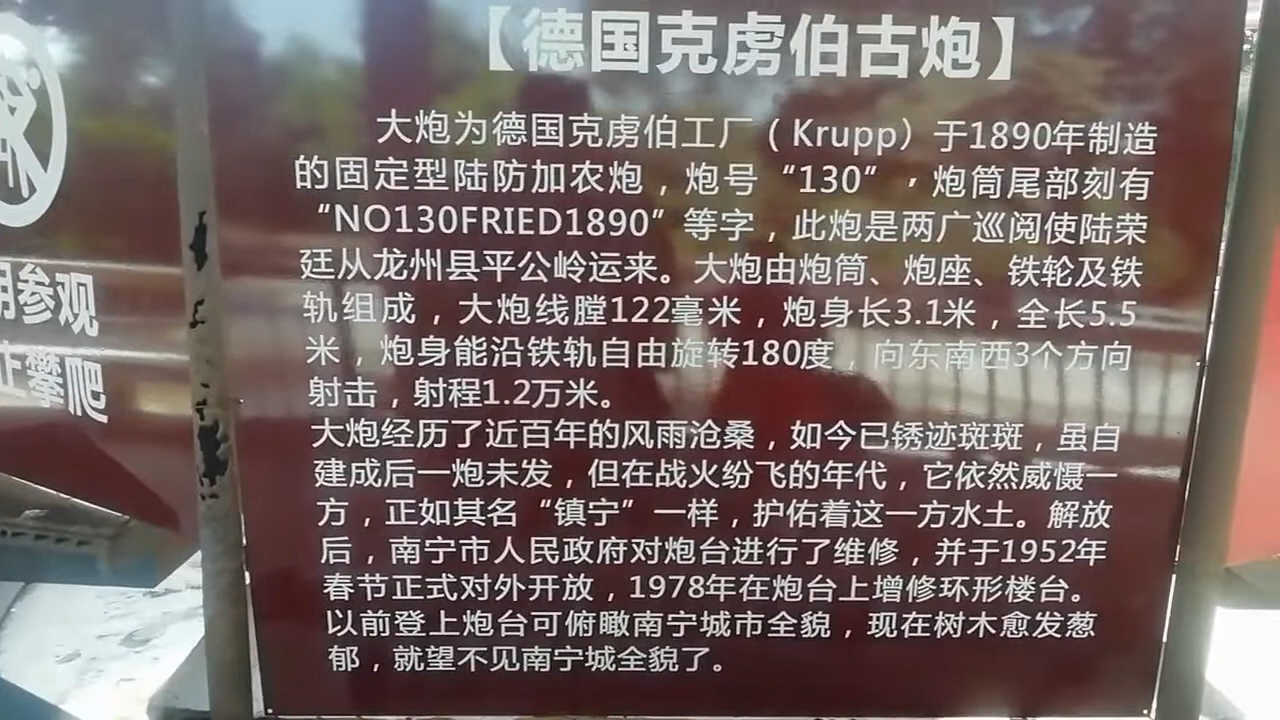 【德国克虏伯古炮】
大炮为德国克虏伯工厂（Krupp）于1890年制造
的固定型陆防加农炮，炮号“130”，炮筒尾部刻有
“NO130FRIED1890”等字，此炮是两广巡阅使陆荣
廷从龙州县平公岭运来。大炮由炮筒、炮座、铁轮及铁
轨组成，大炮线膛122毫米，炮身长3.1米，全长5.5
米，炮身能沿铁轨自由旋转180度，向东南西3个方向
射击，射程1.2万米。
大炮经历了近百年的风雨沧桑，如今已锈迹斑斑，虽自
建成后一炮未发，但在战火纷飞的年代，它依然威慑一
方，正如其名“镇宁”一样，护佑着这一方水土。解放
后，南宁市人民政府对炮台进行了维修，并于1952年
春节正式对外开放，1978年在炮台上增修环形楼台。
以前登上炮台可俯瞰南宁城市全貌，现在树木愈发葱
郁，就望不见南宁城全貌了。
参观
攀爬